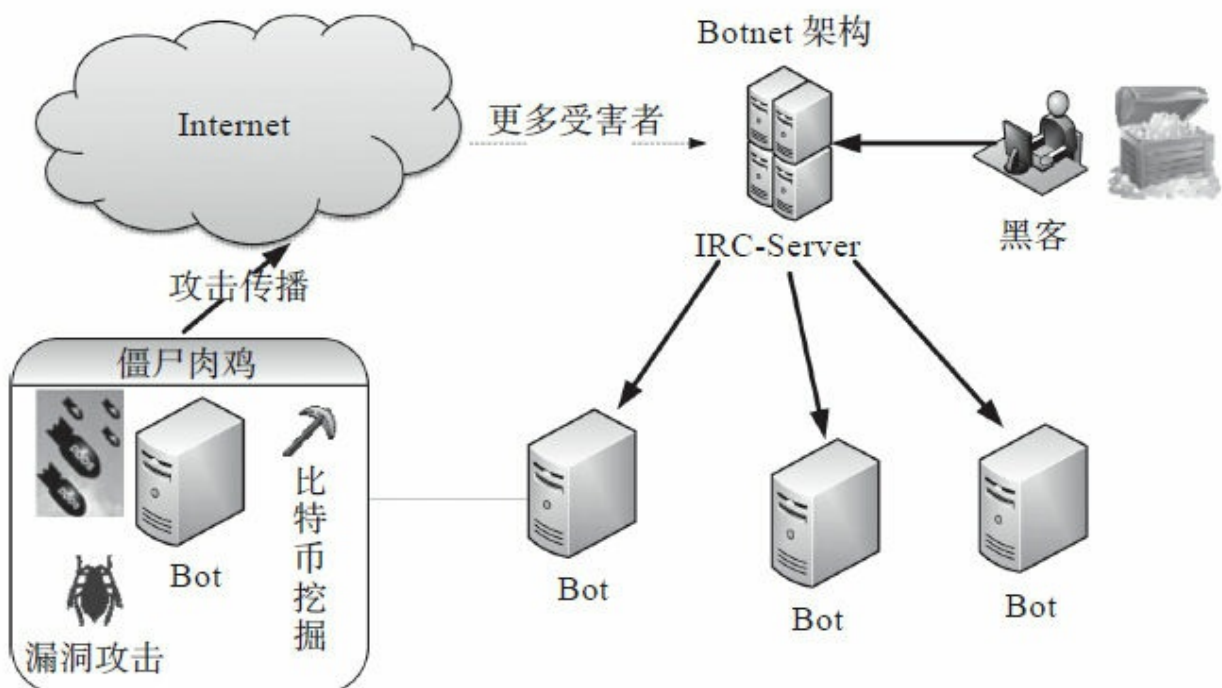 Botnet 架构
Internet
更多受害者
IRC-Server
黑客
攻击传播
僵尸肉鸡
Bot
比特币挖掘
漏洞攻击
Bot
Bot
Bot